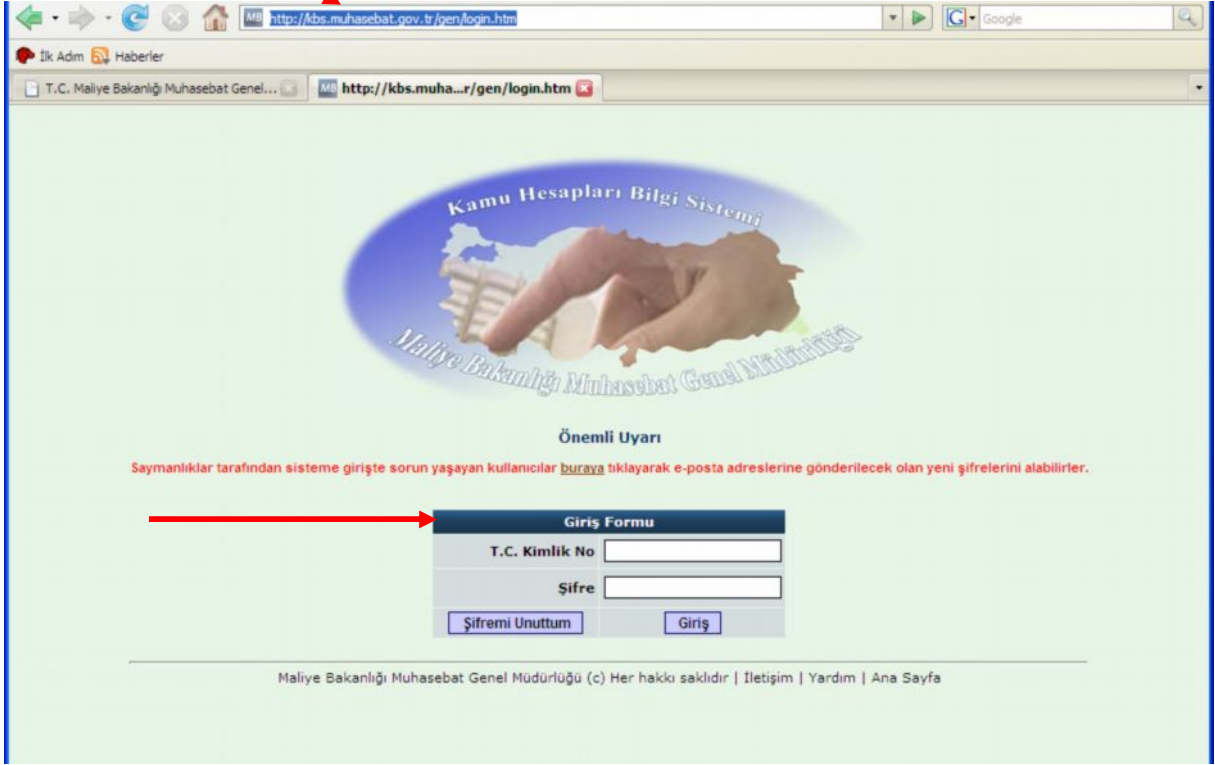 MB http://kbs.muhasebat.gov.tr/gen/login.htm G Google
İlk Adım Haberler
T.C. Maliye Bakanlığı Muhasebat Genel... MB http://kbs.muha...r/gen/login.htm
Kamu Hesapları Bilgi Sistemi
Maliye Bakanlığı Muhasebat Genel Müdürlüğü
Önemli Uyarı
Saymanlıklar tarafından sisteme girişte sorun yaşayan kullanıcılar buraya tıklayarak e-posta adreslerine gönderilecek olan yeni şifrelerini alabilirler.
Giriş Formu
T.C. Kimlik No
Şifre
Şifremi Unuttum Giriş
Maliye Bakanlığı Muhasebat Genel Müdürlüğü (c) Her hakkı saklıdır | İletişim | Yardım | Ana Sayfa